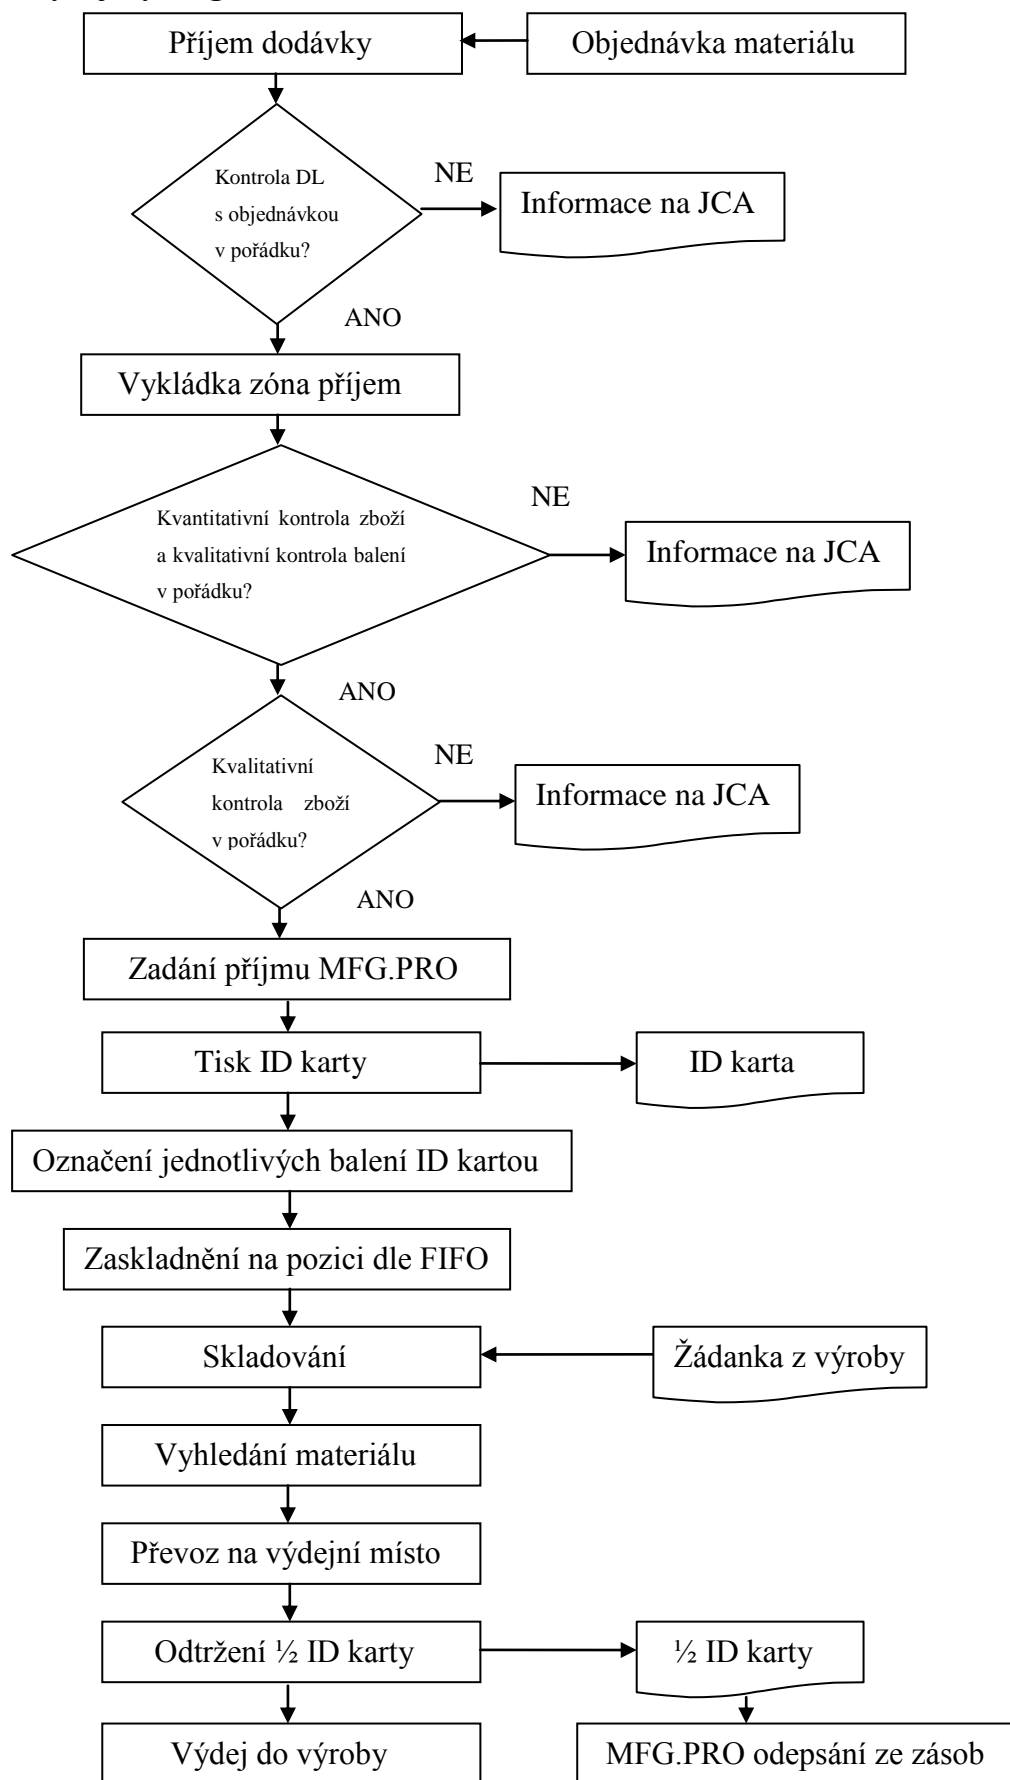 Příjem dodávky
Objednávka materiálu
Kontrola DL
s objednávkou
v pořádku?
NE
Informace na JCA
ANO
Vykládka zóna příjem
Kvantitativní kontrola zboží
a kvalitativní kontrola balení
v pořádku?
NE
Informace na JCA
ANO
Kvalitativní
kontrola zboží
v pořádku?
NE
Informace na JCA
ANO
Zadání příjmu MFG.PRO
Tisk ID karty
ID karta
Označení jednotlivých balení ID kartou
Zaskladnění na pozici dle FIFO
Skladování
Žádanka z výroby
Vyhledání materiálu
Převoz na výdejní místo
Odtržení ½ ID karty
½ ID karty
Výdej do výroby
MFG.PRO odepsání ze zásob